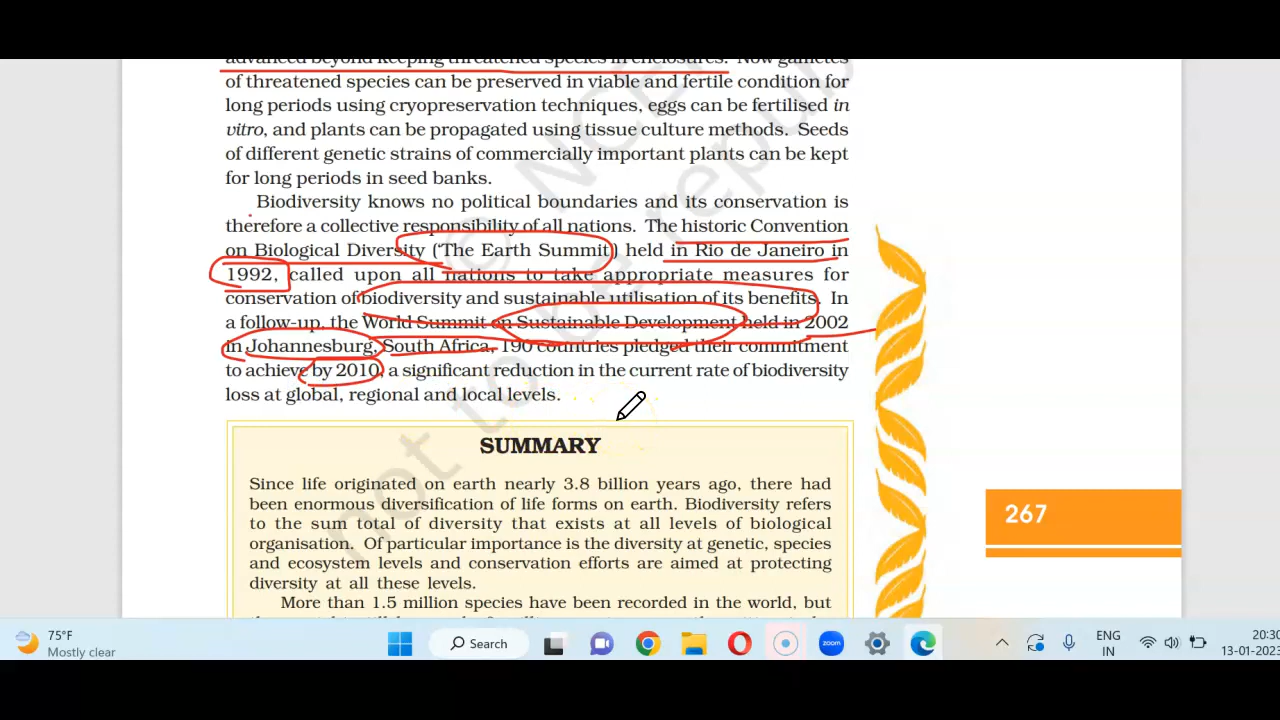 advanced beyond keeping threatened species in enclosures. Now gametes
of threatened species can be preserved in viable and fertile condition for
long periods using cryopreservation techniques, eggs can be fertilised in
vitro, and plants can be propagated using tissue culture methods. Seeds
of different genetic strains of commercially important plants can be kept
for long periods in seed banks.
Biodiversity knows no political boundaries and its conservation is
therefore a collective responsibility of all nations. The historic Convention
on Biological Diversity ('The Earth Summit') held in Rio de Janeiro in
1992, called upon all nations to take appropriate measures for
conservation of biodiversity and sustainable utilisation of its benefits. In
a follow-up, the World Summit on Sustainable Development held in 2002
in Johannesburg, South Africa, 190 countries pledged their commitment
to achieve by 2010, a significant reduction in the current rate of biodiversity
loss at global, regional and local levels.
SUMMARY
Since life originated on earth nearly 3.8 billion years ago, there had
been enormous diversification of life forms on earth. Biodiversity refers
to the sum total of diversity that exists at all levels of biological
organisation. Of particular importance is the diversity at genetic, species
and ecosystem levels and conservation efforts are aimed at protecting
diversity at all these levels.
More than 1.5 million species have been recorded in the world, but
267
© NCE
not to be republ
75°F
Mostly clear
Search
zoom
ENG
IN
20:30
13-01-2023